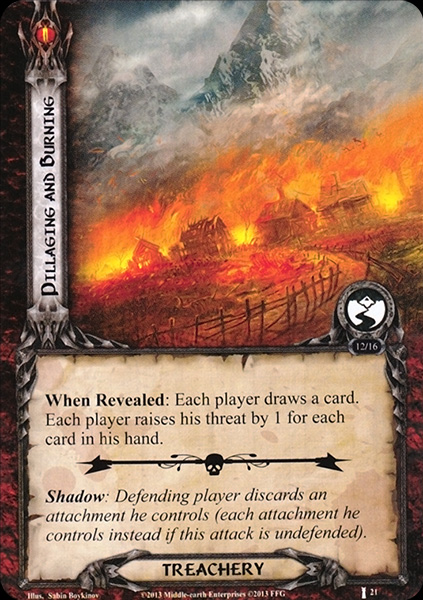 PILLAGING AND BURNING
12/16
When Revealed: Each player draws a card.
Each player raises his threat by 1 for each
card in his hand.
Shadow: Defending player discards an
attachment he controls (each attachment he
controls instead if this attack is undefended).
TREACHERY
Illus. Sabin Boykinov
©2013 Middle-earth Enterprises ©2013 FFG
21